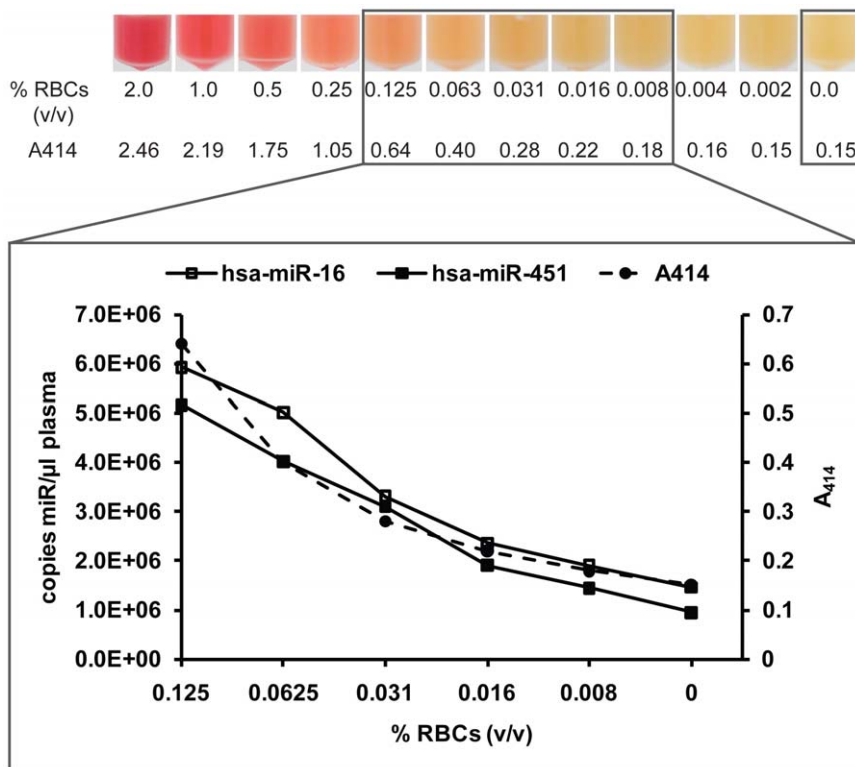 % RBCs 2.0 1.0 0.5 0.25 0.125 0.063 0.031 0.016 0.008 0.004 0.002 0.0
(v/v)
A414 2.46 2.19 1.75 1.05 0.64 0.40 0.28 0.22 0.18 0.16 0.15 0.15
hsa-miR-16 hsa-miR-451 A414
7.0E+06 0.7
6.0E+06 0.6
5.0E+06 0.5
4.0E+06 0.4
3.0E+06 0.3
2.0E+06 0.2
1.0E+06 0.1
0.0E+00 0
copies miR/µl plasma
A₄₁₄
0.125 0.0625 0.031 0.016 0.008 0
% RBCs (v/v)